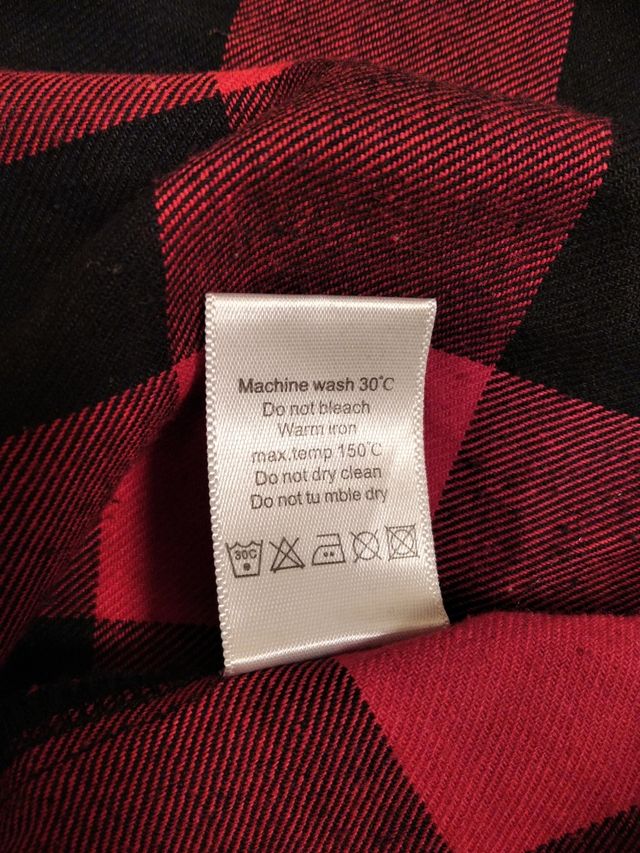 Machine wash 30°C
Do not bleach
Warm iron
max.temp 150°C
Do not dry clean
Do not tu mble dry
30C